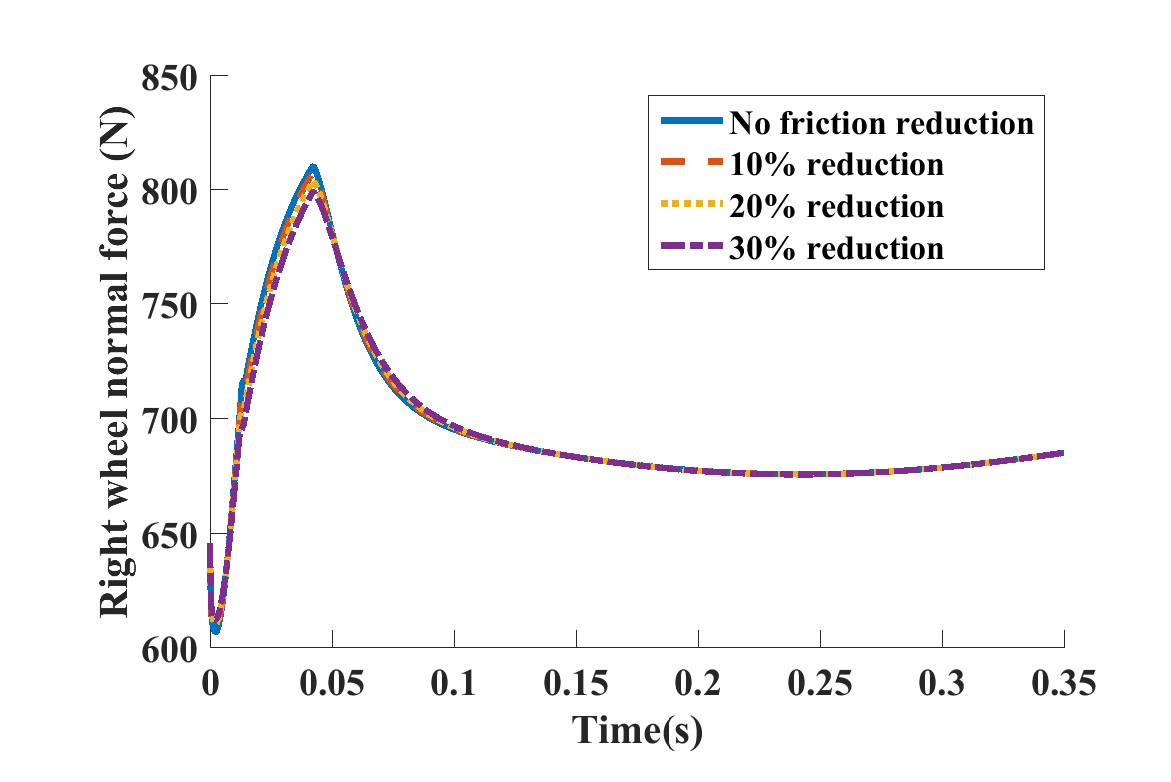 Right wheel normal force (N)
850
800
750
700
650
600
No friction reduction
10% reduction
20% reduction
30% reduction
0
0.05
0.1
0.15
0.2
0.25
0.3
0.35
Time(s)